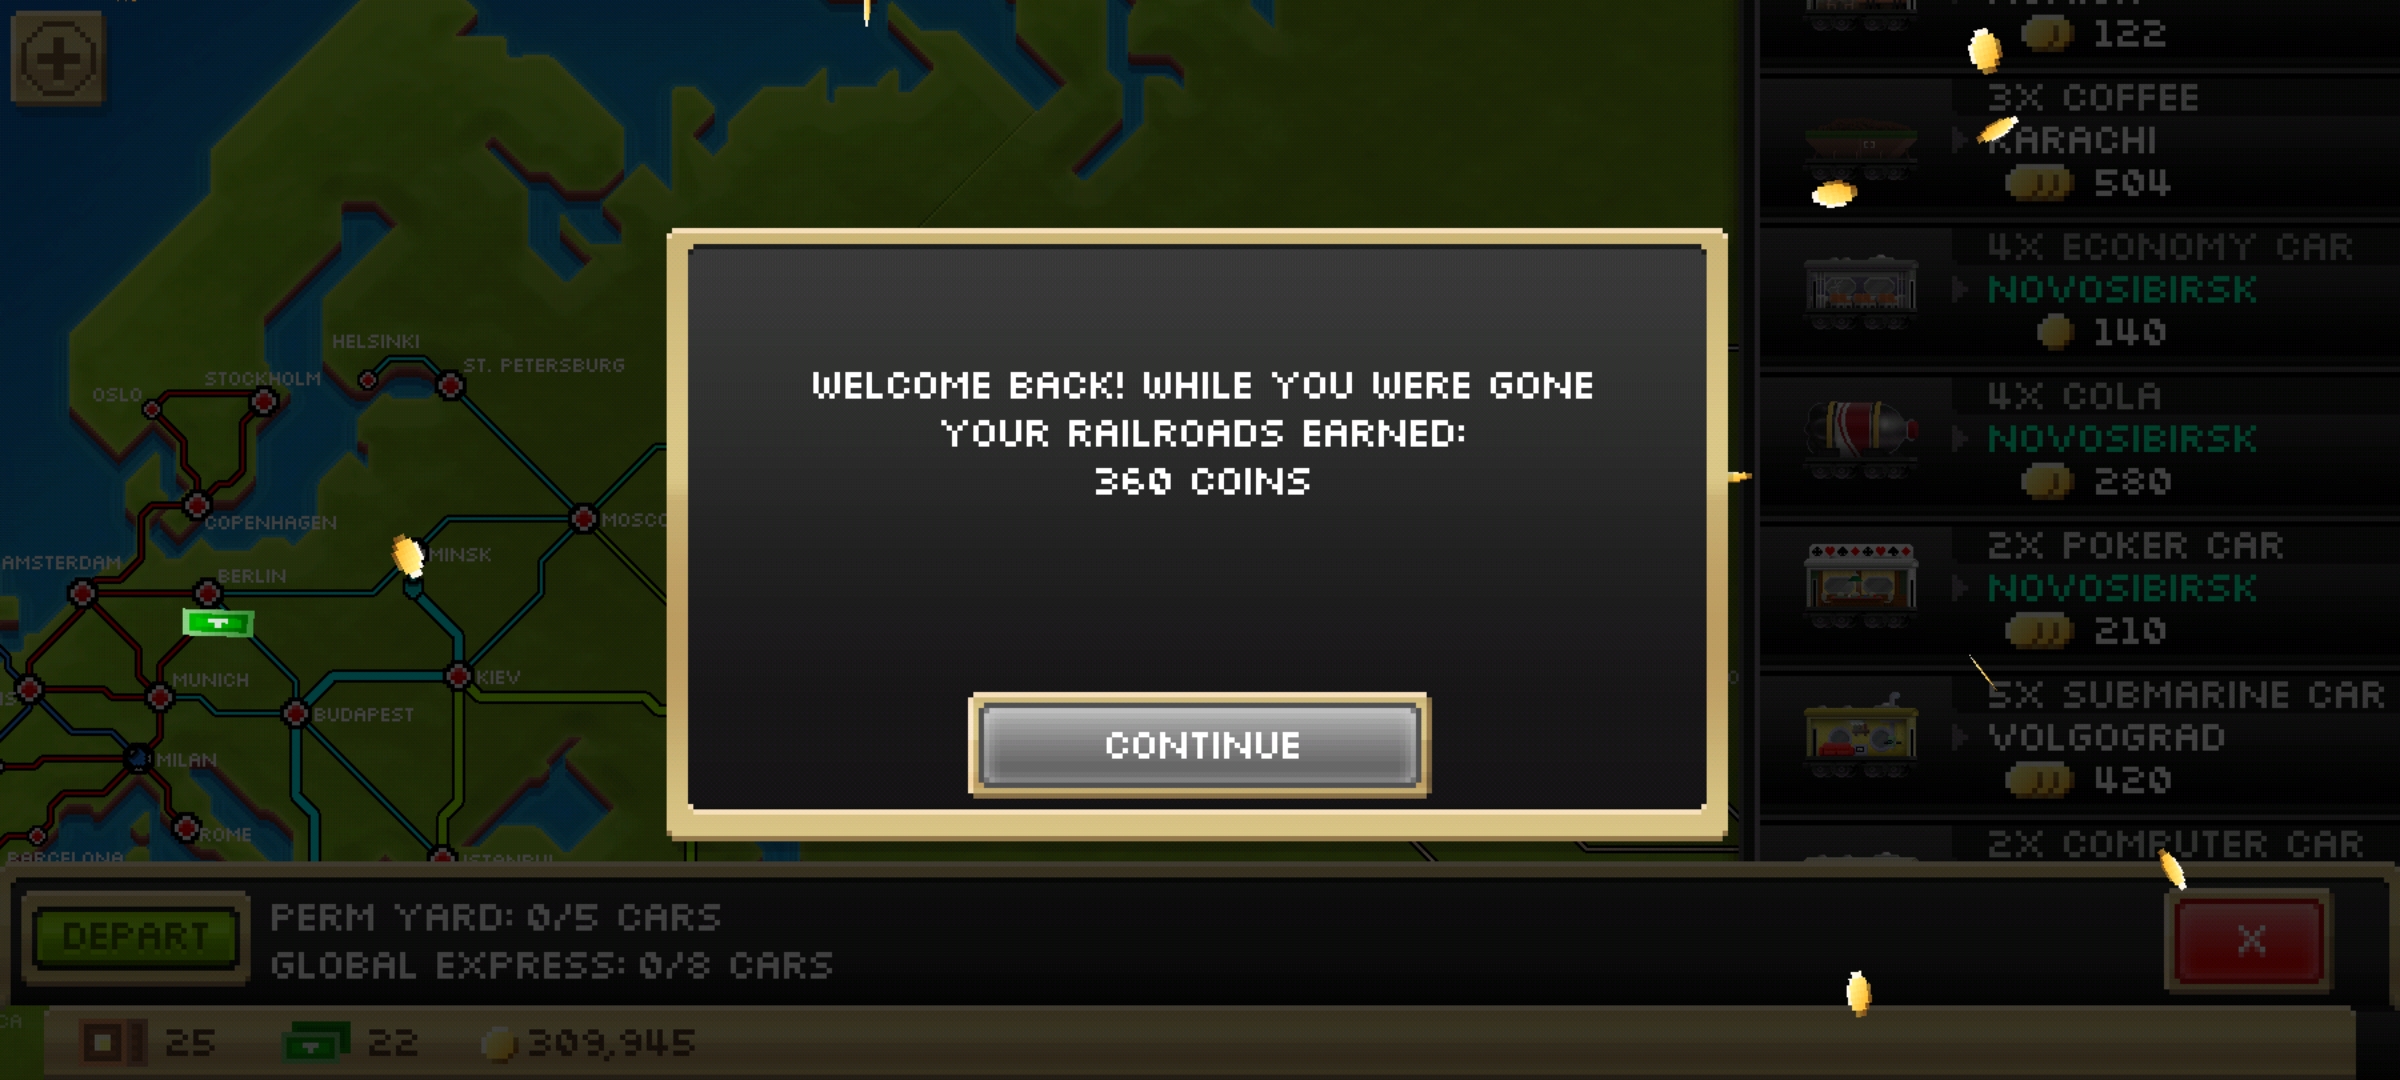 122
3X COFFEE
KARACHI
504
4X ECONOMY CAR
NOVOSIBIRSK
140
4X COLA
NOVOSIBIRSK
280
2X POKER CAR
NOVOSIBIRSK
210
5X SUBMARINE CAR
VOLGOGRAD
420
2X COMPUTER CAR
HELSINKI
ST. PETERSBURG
STOCKHOLM
OSLO
COPENHAGEN
MOSCO
MINSK
AMSTERDAM
BERLIN
MUNICH
KIEV
BUDAPEST
MILAN
ROME
BARCELONA
ISTANBUL
WELCOME BACK! WHILE YOU WERE GONE
YOUR RAILROADS EARNED:
360 COINS
CONTINUE
DEPART
PERM YARD: 0/5 CARS
GLOBAL EXPRESS: 0/8 CARS
X
25
22
309,945